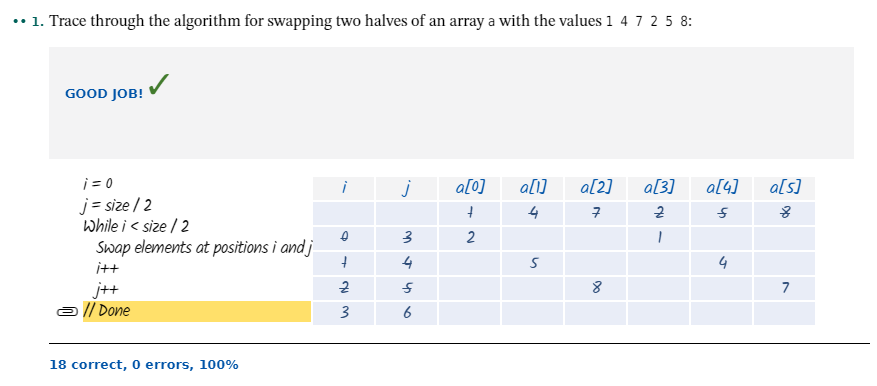 •• 1. Trace through the algorithm for swapping two halves of an array a with the values 1 4 7 2 5 8:
GOOD JOB! ✓
i = 0
j = size / 2
While i < size / 2
Swap elements at positions i and j
i++
j++
// Done
i j a[0] a[1] a[2] a[3] a[4] a[5]
1 4 7 2 5 8
0 3 2 1
1 4 5 4
2 5 8 7
3 6
18 correct, 0 errors, 100%